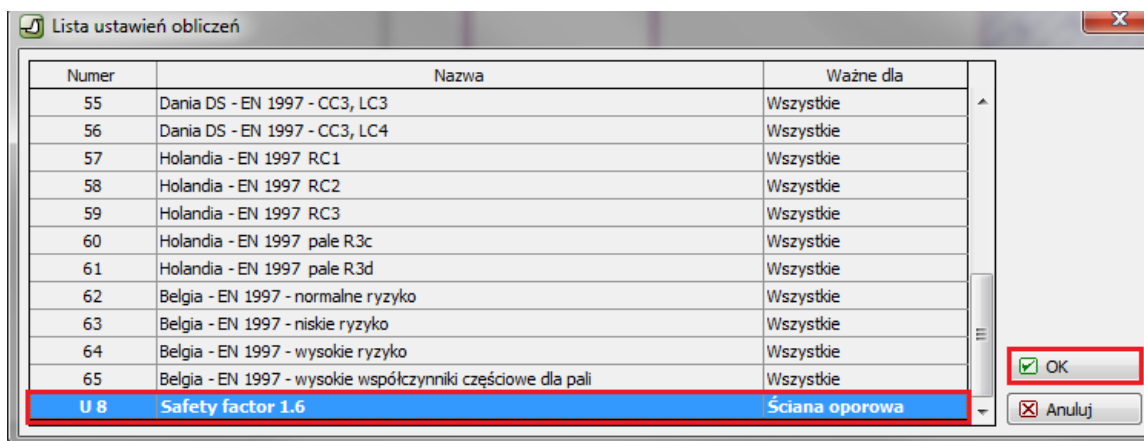 Lista ustawień obliczeń
Numer Nazwa Ważne dla
55 Dania DS - EN 1997 - CC3, LC3 Wszystkie
56 Dania DS - EN 1997 - CC3, LC4 Wszystkie
57 Holandia - EN 1997 RC1 Wszystkie
58 Holandia - EN 1997 RC2 Wszystkie
59 Holandia - EN 1997 RC3 Wszystkie
60 Holandia - EN 1997 pale R3c Wszystkie
61 Holandia - EN 1997 pale R3d Wszystkie
62 Belgia - EN 1997 - normalne ryzyko Wszystkie
63 Belgia - EN 1997 - niskie ryzyko Wszystkie
64 Belgia - EN 1997 - wysokie ryzyko Wszystkie
65 Belgia - EN 1997 - wysokie współczynniki częściowe dla pali Wszystkie
U 8 Safety factor 1.6 Ściana oporowa
OK
Anuluj